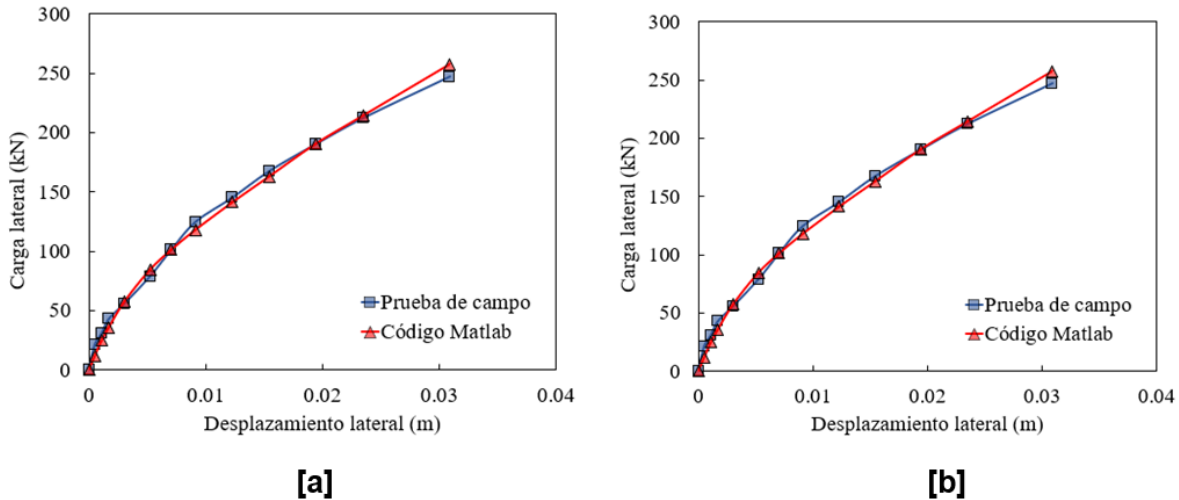 300
250
200
150
100
50
0
Carga lateral (kN)
Prueba de campo
Código Matlab
0 0.01 0.02 0.03 0.04
Desplazamiento lateral (m)
[a]
300
250
200
150
100
50
0
Carga lateral (kN)
Prueba de campo
Código Matlab
0 0.01 0.02 0.03 0.04
Desplazamiento lateral (m)
[b]